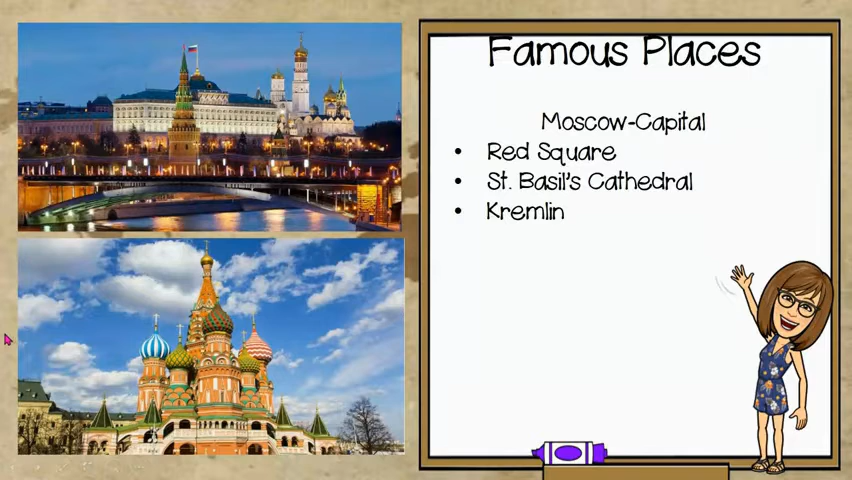 Famous Places
Moscow-Capital
• Red Square
• St. Basil's Cathedral
• Kremlin